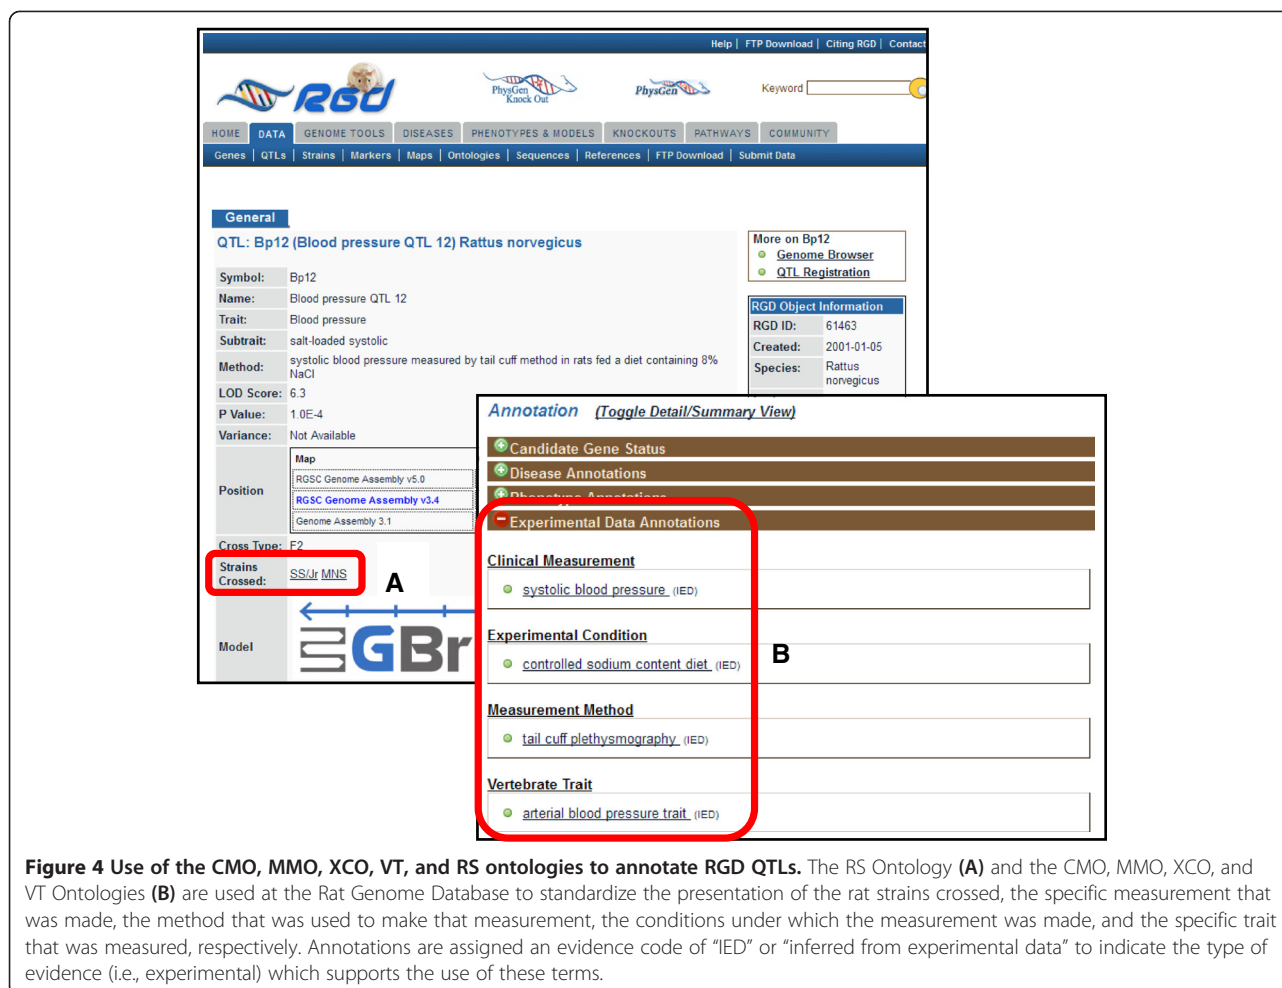 Help | FTP Download | Citing RGD | Contact
RGD
PhysGen
Knock Out
PhysGen
Keyword
HOME DATA GENOME TOOLS DISEASES PHENOTYPES & MODELS KNOCKOUTS PATHWAYS COMMUNITY
Genes | QTLs | Strains | Markers | Maps | Ontologies | Sequences | References | FTP Download | Submit Data
General
QTL: Bp12 (Blood pressure QTL 12) Rattus norvegicus
Symbol: Bp12
Name: Blood pressure QTL 12
Trait: Blood pressure
Subtrait: salt-loaded systolic
Method: systolic blood pressure measured by tail cuff method in rats fed a diet containing 8%
NaCl
LOD Score: 6.3
P Value: 1.0E-4
Variance: Not Available
Position
Map
RGSC Genome Assembly v5.0
RGSC Genome Assembly v3.4
Genome Assembly 3.1
Cross Type: F2
Strains
Crossed: SS/Jr MNS
A
Model
GBr
More on Bp12
Genome Browser
QTL Registration
RGD Object Information
RGD ID: 61463
Created: 2001-01-05
Species: Rattus
norvegicus
Annotation (Toggle Detail/Summary View)
Candidate Gene Status
Disease Annotations
Phenotype Annotations
Experimental Data Annotations
Clinical Measurement
systolic blood pressure (IED)
Experimental Condition
controlled sodium content diet (IED)
B
Measurement Method
tail cuff plethysmography (IED)
Vertebrate Trait
arterial blood pressure trait (IED)
Figure 4 Use of the CMO, MMO, XCO, VT, and RS ontologies to annotate RGD QTLs. The RS Ontology (A) and the CMO, MMO, XCO, and
VT Ontologies (B) are used at the Rat Genome Database to standardize the presentation of the rat strains crossed, the specific measurement that
was made, the method that was used to make that measurement, the conditions under which the measurement was made, and the specific trait
that was measured, respectively. Annotations are assigned an evidence code of "IED" or "inferred from experimental data" to indicate the type of
evidence (i.e., experimental) which supports the use of these terms.